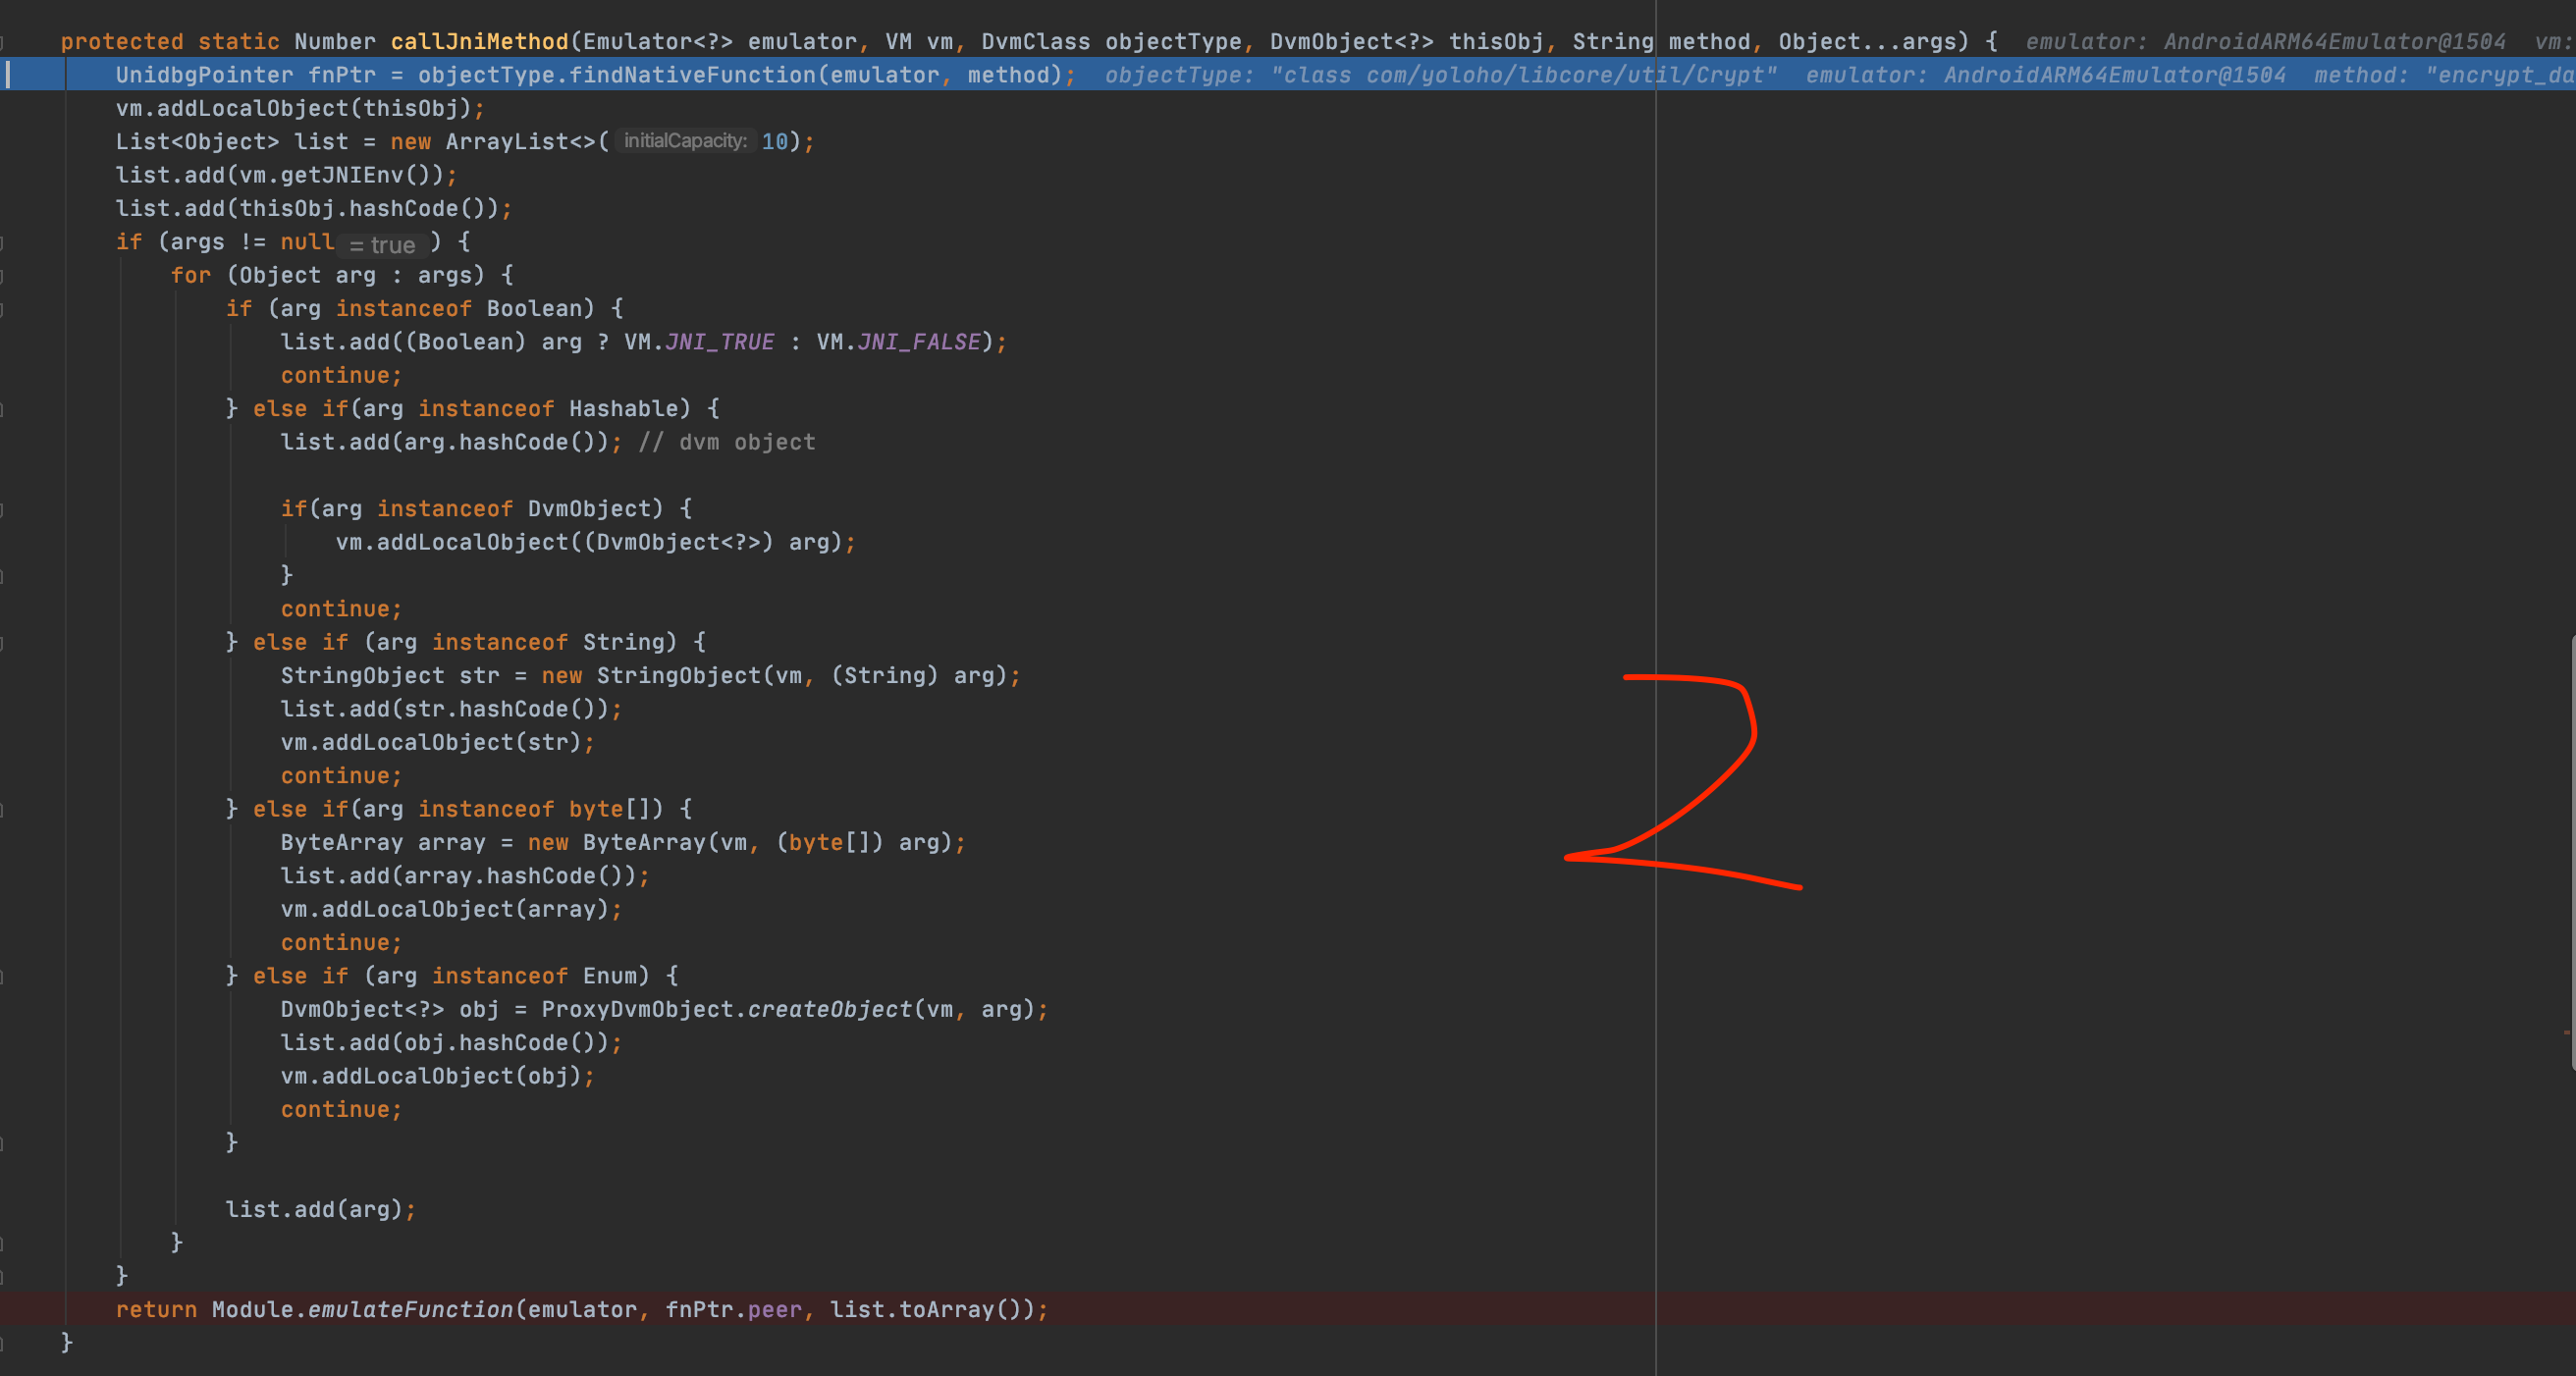 protected static Number callJniMethod(Emulator<?> emulator, VM vm, DvmClass objectType, DvmObject<?> thisObj, String method, Object...args) { emulator: AndroidARM64Emulator@1504 vm:
UnidbgPointer fnPtr = objectType.findNativeFunction(emulator, method); objectType: "class com/yoloho/libcore/util/Crypt" emulator: AndroidARM64Emulator@1504 method: "encrypt_da
vm.addLocalObject(thisObj);
List<Object> list = new ArrayList<>( initialCapacity: 10);
list.add(vm.getJNIEnv());
list.add(thisObj.hashCode());
if (args != null = true ) {
for (Object arg : args) {
if (arg instanceof Boolean) {
list.add((Boolean) arg ? VM.JNI_TRUE : VM.JNI_FALSE);
continue;
} else if(arg instanceof Hashable) {
list.add(arg.hashCode()); // dvm object
if(arg instanceof DvmObject) {
vm.addLocalObject((DvmObject<?>) arg);
}
continue;
} else if (arg instanceof String) {
StringObject str = new StringObject(vm, (String) arg);
list.add(str.hashCode());
vm.addLocalObject(str);
continue;
} else if(arg instanceof byte[]) {
ByteArray array = new ByteArray(vm, (byte[]) arg);
list.add(array.hashCode());
vm.addLocalObject(array);
continue;
} else if (arg instanceof Enum) {
DvmObject<?> obj = ProxyDvmObject.createObject(vm, arg);
list.add(obj.hashCode());
vm.addLocalObject(obj);
continue;
}
list.add(arg);
}
}
return Module.emulateFunction(emulator, fnPtr.peer, list.toArray());
}
2